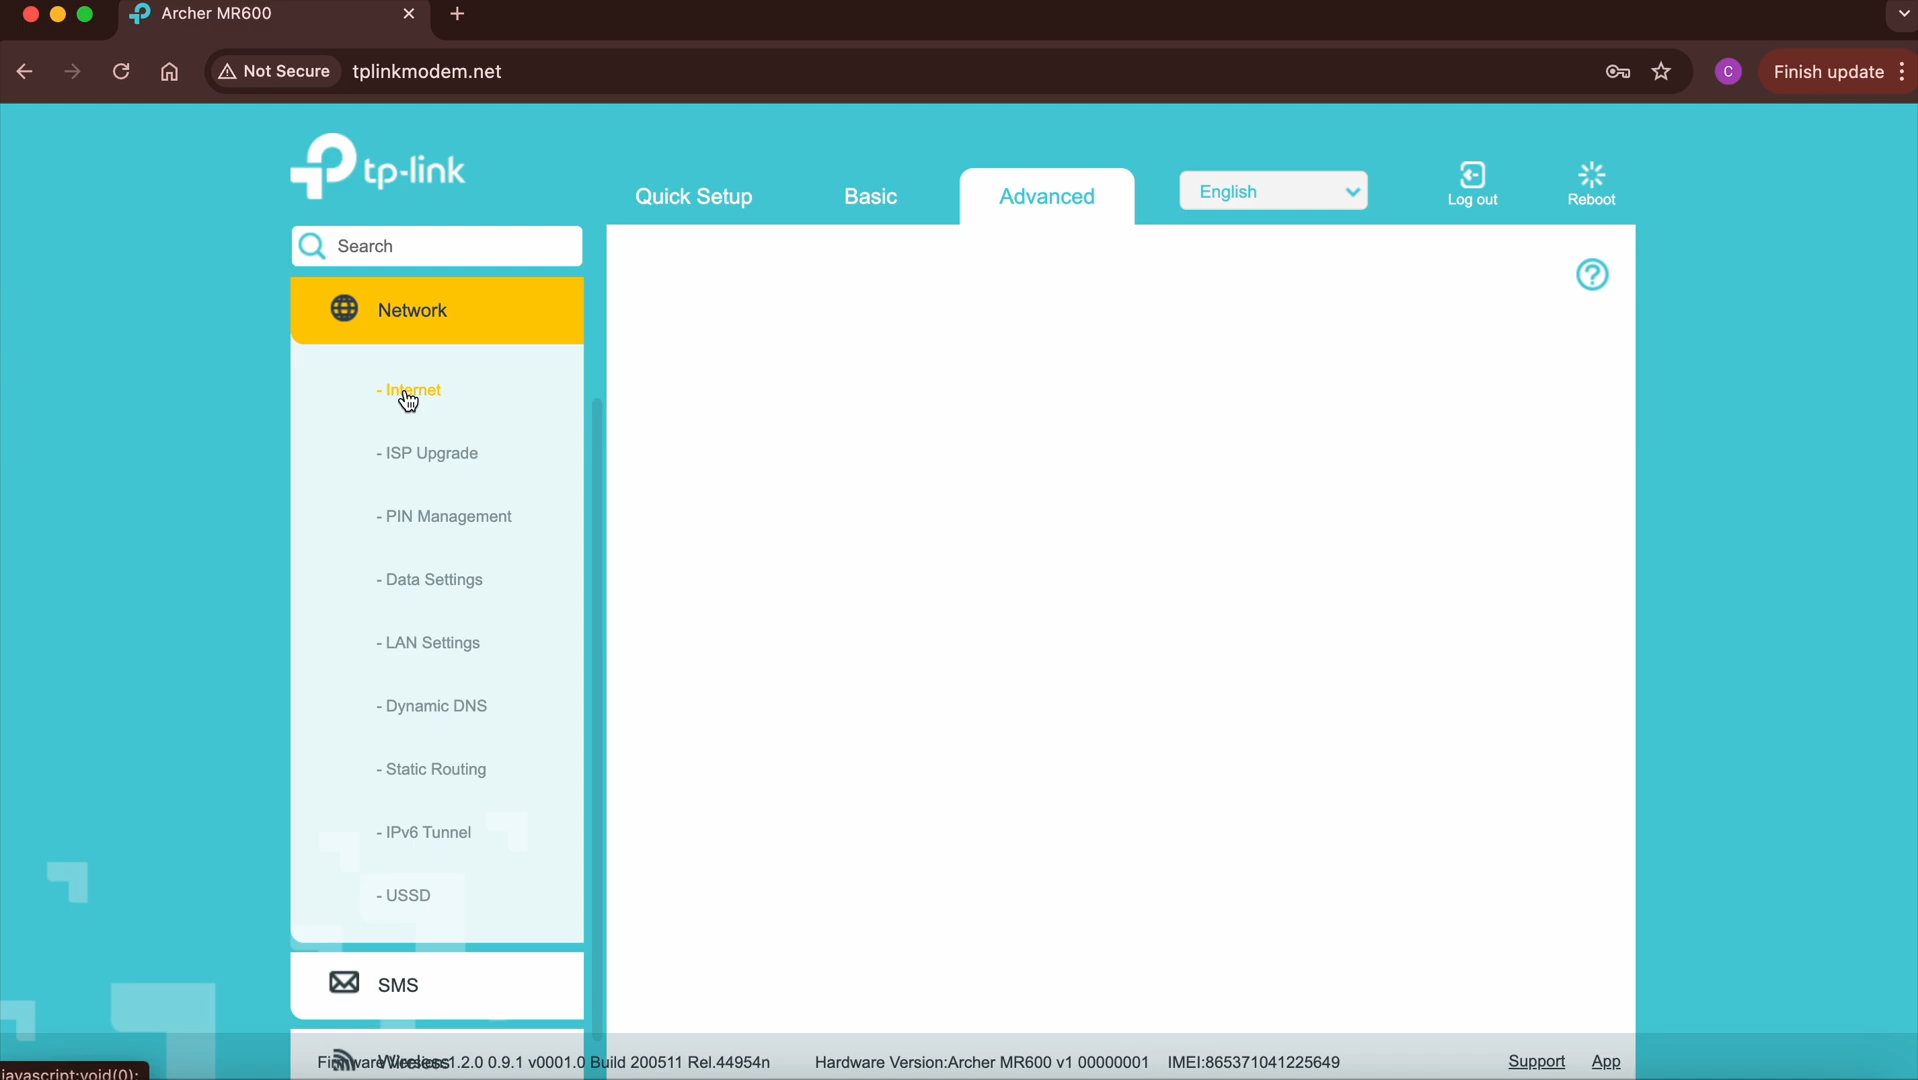 Archer MR600
Not Secure
tplinkmodem.net
C
Finish update
tp-link
Quick Setup
Basic
Advanced
English
Log out
Reboot
Search
Network
- Internet
- ISP Upgrade
- PIN Management
- Data Settings
- LAN Settings
- Dynamic DNS
- Static Routing
- IPv6 Tunnel
- USSD
SMS
Wireless
1.2.0 0.9.1 v0001.0 Build 200511 Rel.44954n
Hardware Version:Archer MR600 v1 00000001
IMEI:865371041225649
Support
App
javascript:void(0);